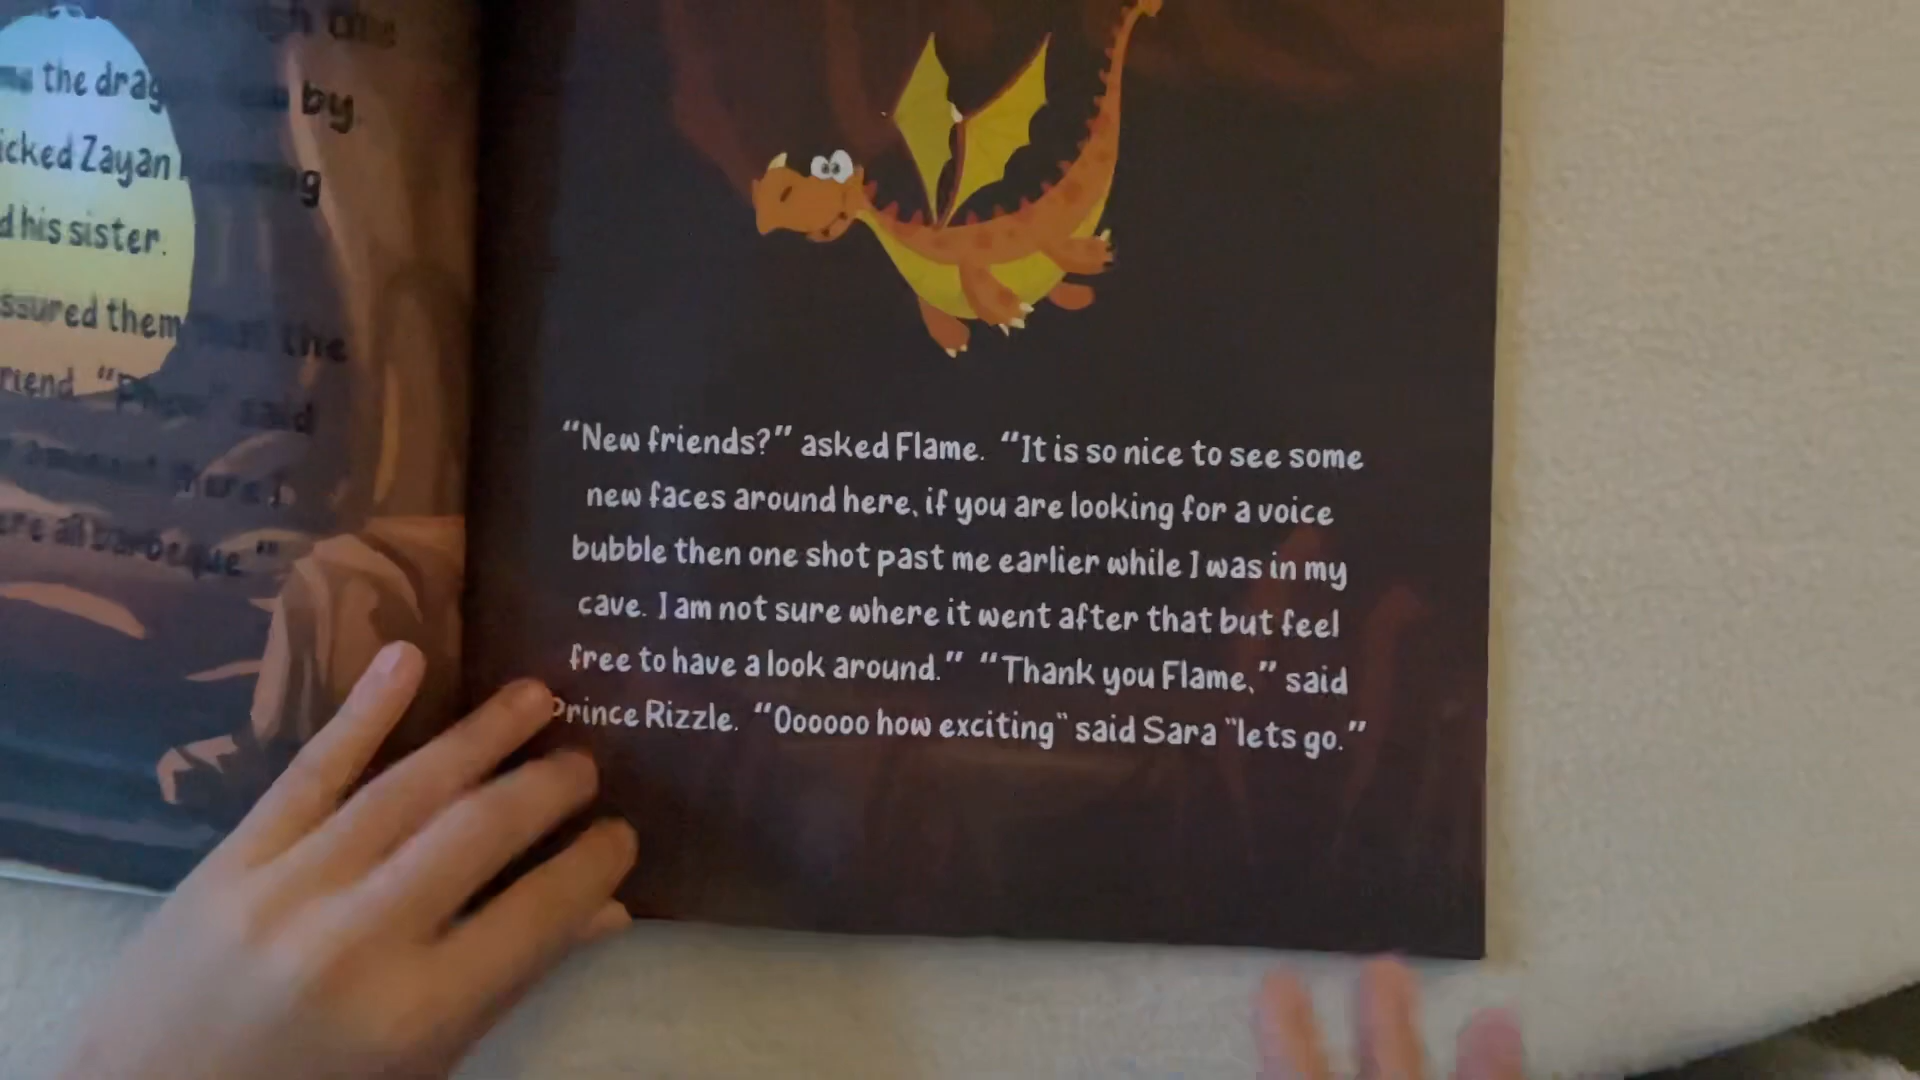 the drag by.
icked Zayan
d his sister.
ssured them the
riend. said
"New friends?" asked Flame. "It is so nice to see some
new faces around here, if you are looking for a voice
bubble then one shot past me earlier while I was in my
cave. I am not sure where it went after that but feel
free to have a look around." "Thank you Flame," said
Prince Rizzle. "Oooooo how exciting" said Sara "lets go."